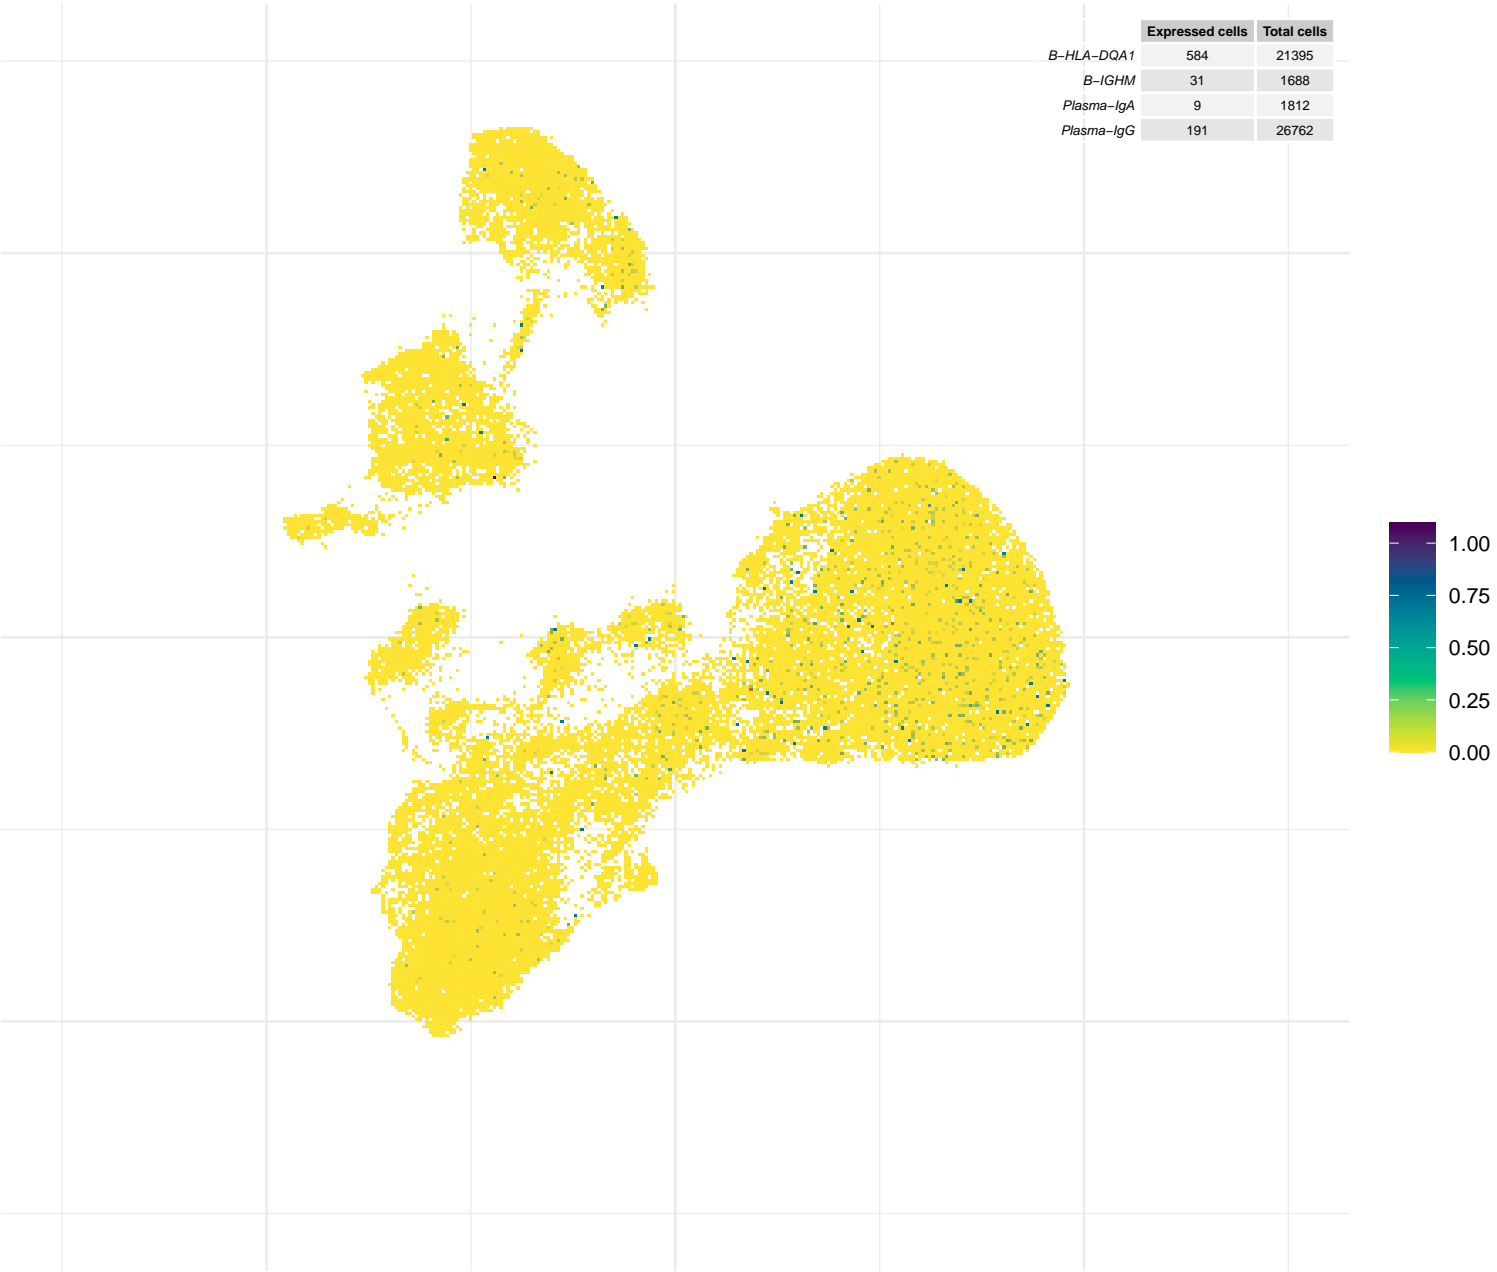 Expressed cells Total cells
B−HLA−DQA1 584 21395
B−IGHM 31 1688
Plasma−IgA 9 1812
Plasma−IgG 191 26762
1.00
0.75
0.50
0.25
0.00